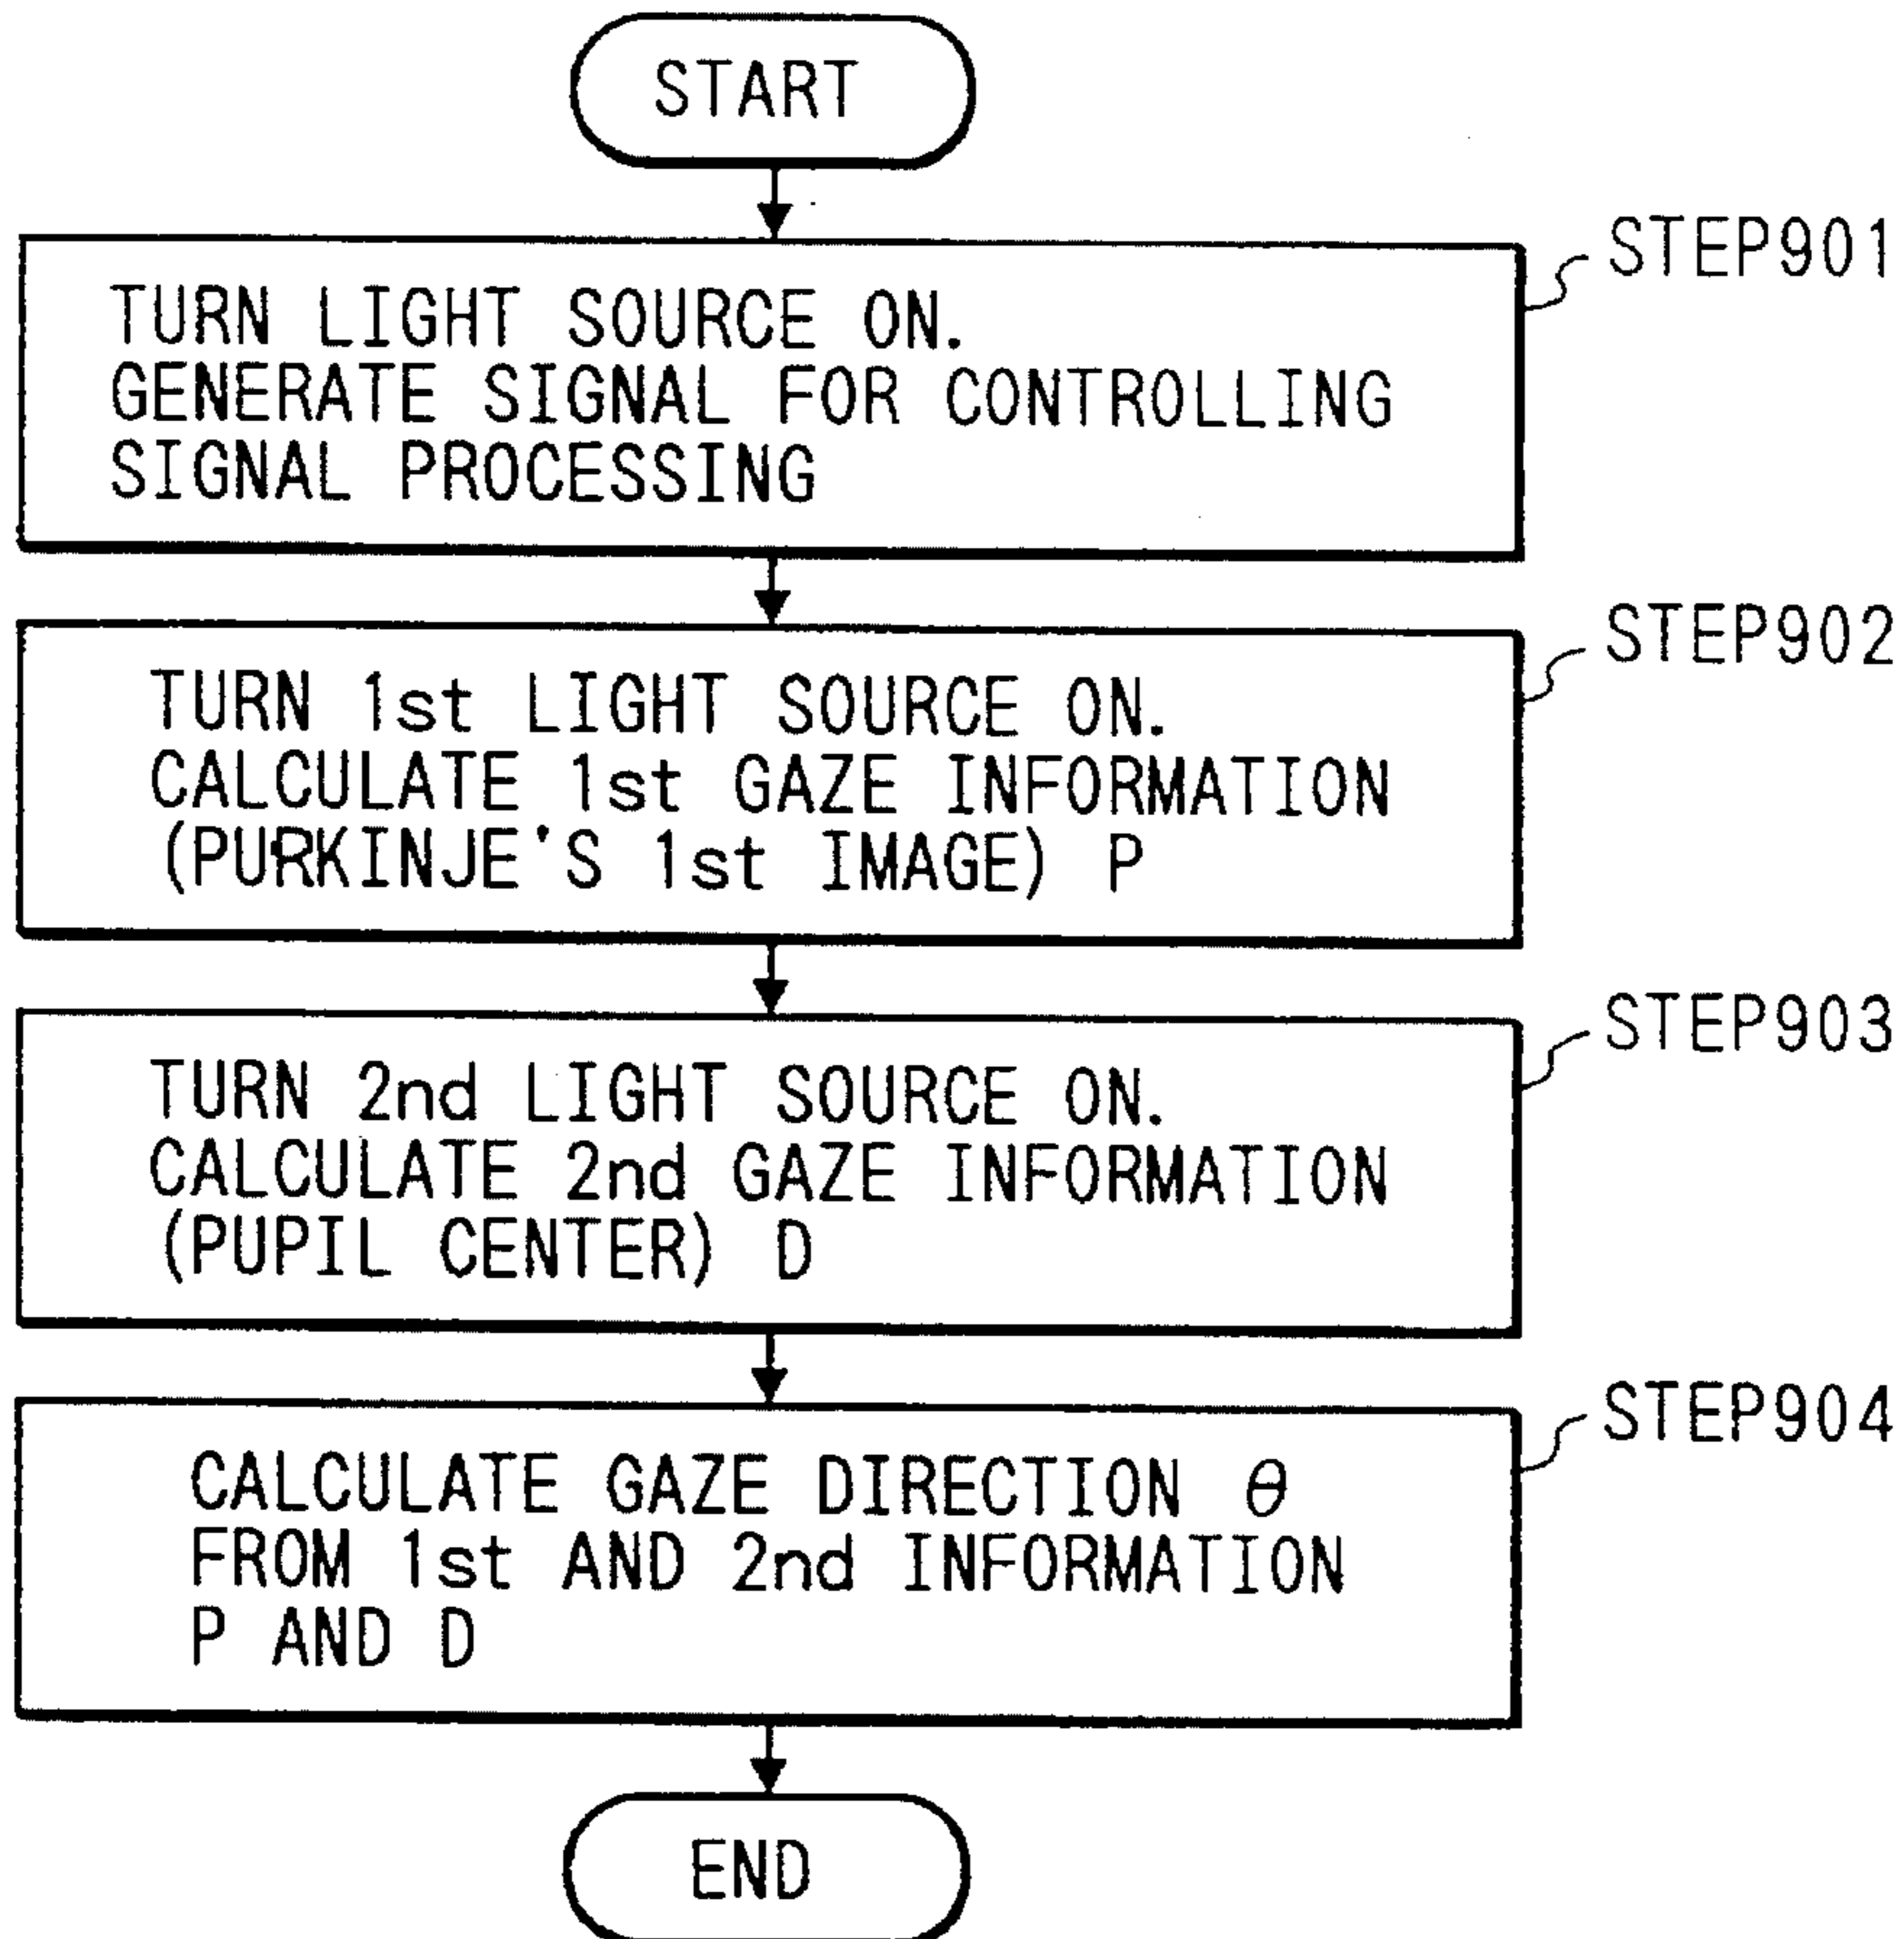 START
STEP901
TURN LIGHT SOURCE ON.
GENERATE SIGNAL FOR CONTROLLING
SIGNAL PROCESSING
STEP902
TURN 1st LIGHT SOURCE ON.
CALCULATE 1st GAZE INFORMATION
(PURKINJE'S 1st IMAGE) P
STEP903
TURN 2nd LIGHT SOURCE ON.
CALCULATE 2nd GAZE INFORMATION
(PUPIL CENTER) D
STEP904
CALCULATE GAZE DIRECTION θ
FROM 1st AND 2nd INFORMATION
P AND D
END